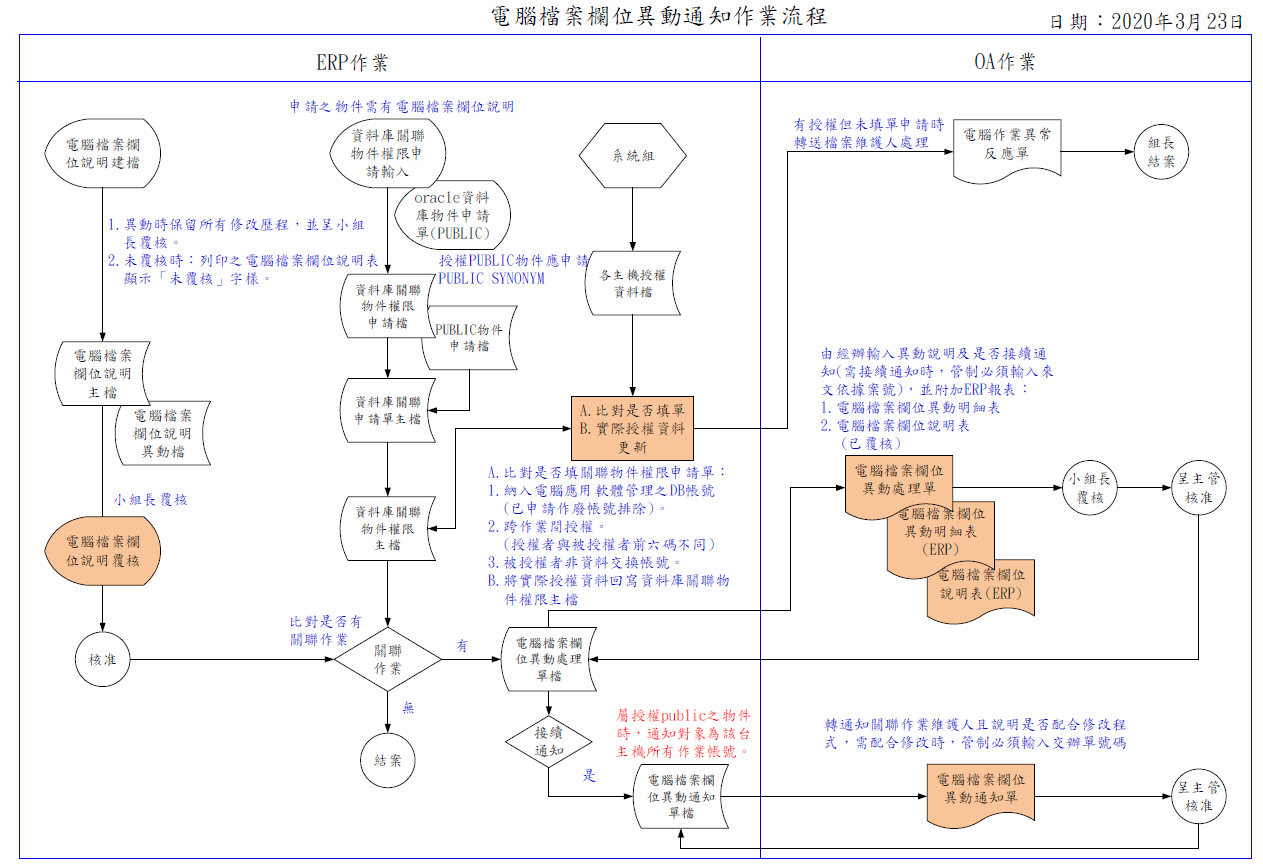 電腦檔案欄位異動通知作業流程
日期：2020年3月23日
ERP作業
OA作業
申請之物件需有電腦檔案欄位說明
電腦檔案欄
位說明建檔
資料庫關聯
物件權限申
請輸入
oracle資料
庫物件申請
單(PUBLIC)
系統組
有授權但未填單申請時
轉送檔案維護人處理
電腦作業異常
反應單
組長
結案
1.異動時保留所有修改歷程，並呈小組
長覆核。
2.未覆核時：列印之電腦檔案欄位說明表
顯示「未覆核」字樣。
授權PUBLIC物件應申請
PUBLIC SYNONYM
資料庫關聯
物件權限
申請檔
PUBLIC物件
申請檔
各主機授權
資料檔
電腦檔案
欄位說明
主檔
電腦檔案
欄位說明
異動檔
資料庫關聯
申請單主檔
A.比對是否填單
B.實際授權資料
更新
由經辦輸入異動說明及是否接續通
知(需接續通知時，管制必須輸入來
文依據案號)，並附加ERP報表：
1.電腦檔案欄位異動明細表
2.電腦檔案欄位說明表
(已覆核)
小組長覆核
電腦檔案欄
位說明覆核
資料庫關聯
物件權限
主檔
A.比對是否填關聯物件權限申請單：
1.納入電腦應用軟體管理之DB帳號
(已申請作廢帳號排除)。
2.跨作業間授權。
(授權者與被授權者前六碼不同)
3.被授權者非資料交換帳號。
B.將實際授權資料回寫資料庫關聯物
件權限主檔
電腦檔案欄位
異動處理單
電腦檔案欄位
異動明細表
(ERP)
電腦檔案欄位
說明表(ERP)
小組長
覆核
呈主管
核准
核准
比對是否有
關聯作業
關聯
作業
有
無
結案
電腦檔案欄
位異動處理
單檔
接續
通知
是
屬授權public之物件
時，通知對象為該台
主機所有作業帳號。
電腦檔案欄
位異動通知
單檔
轉通知關聯作業維護人且說明是否配合修改程
式，需配合修改時，管制必須輸入交辦單號碼
電腦檔案欄位
異動通知單
呈主管
核准